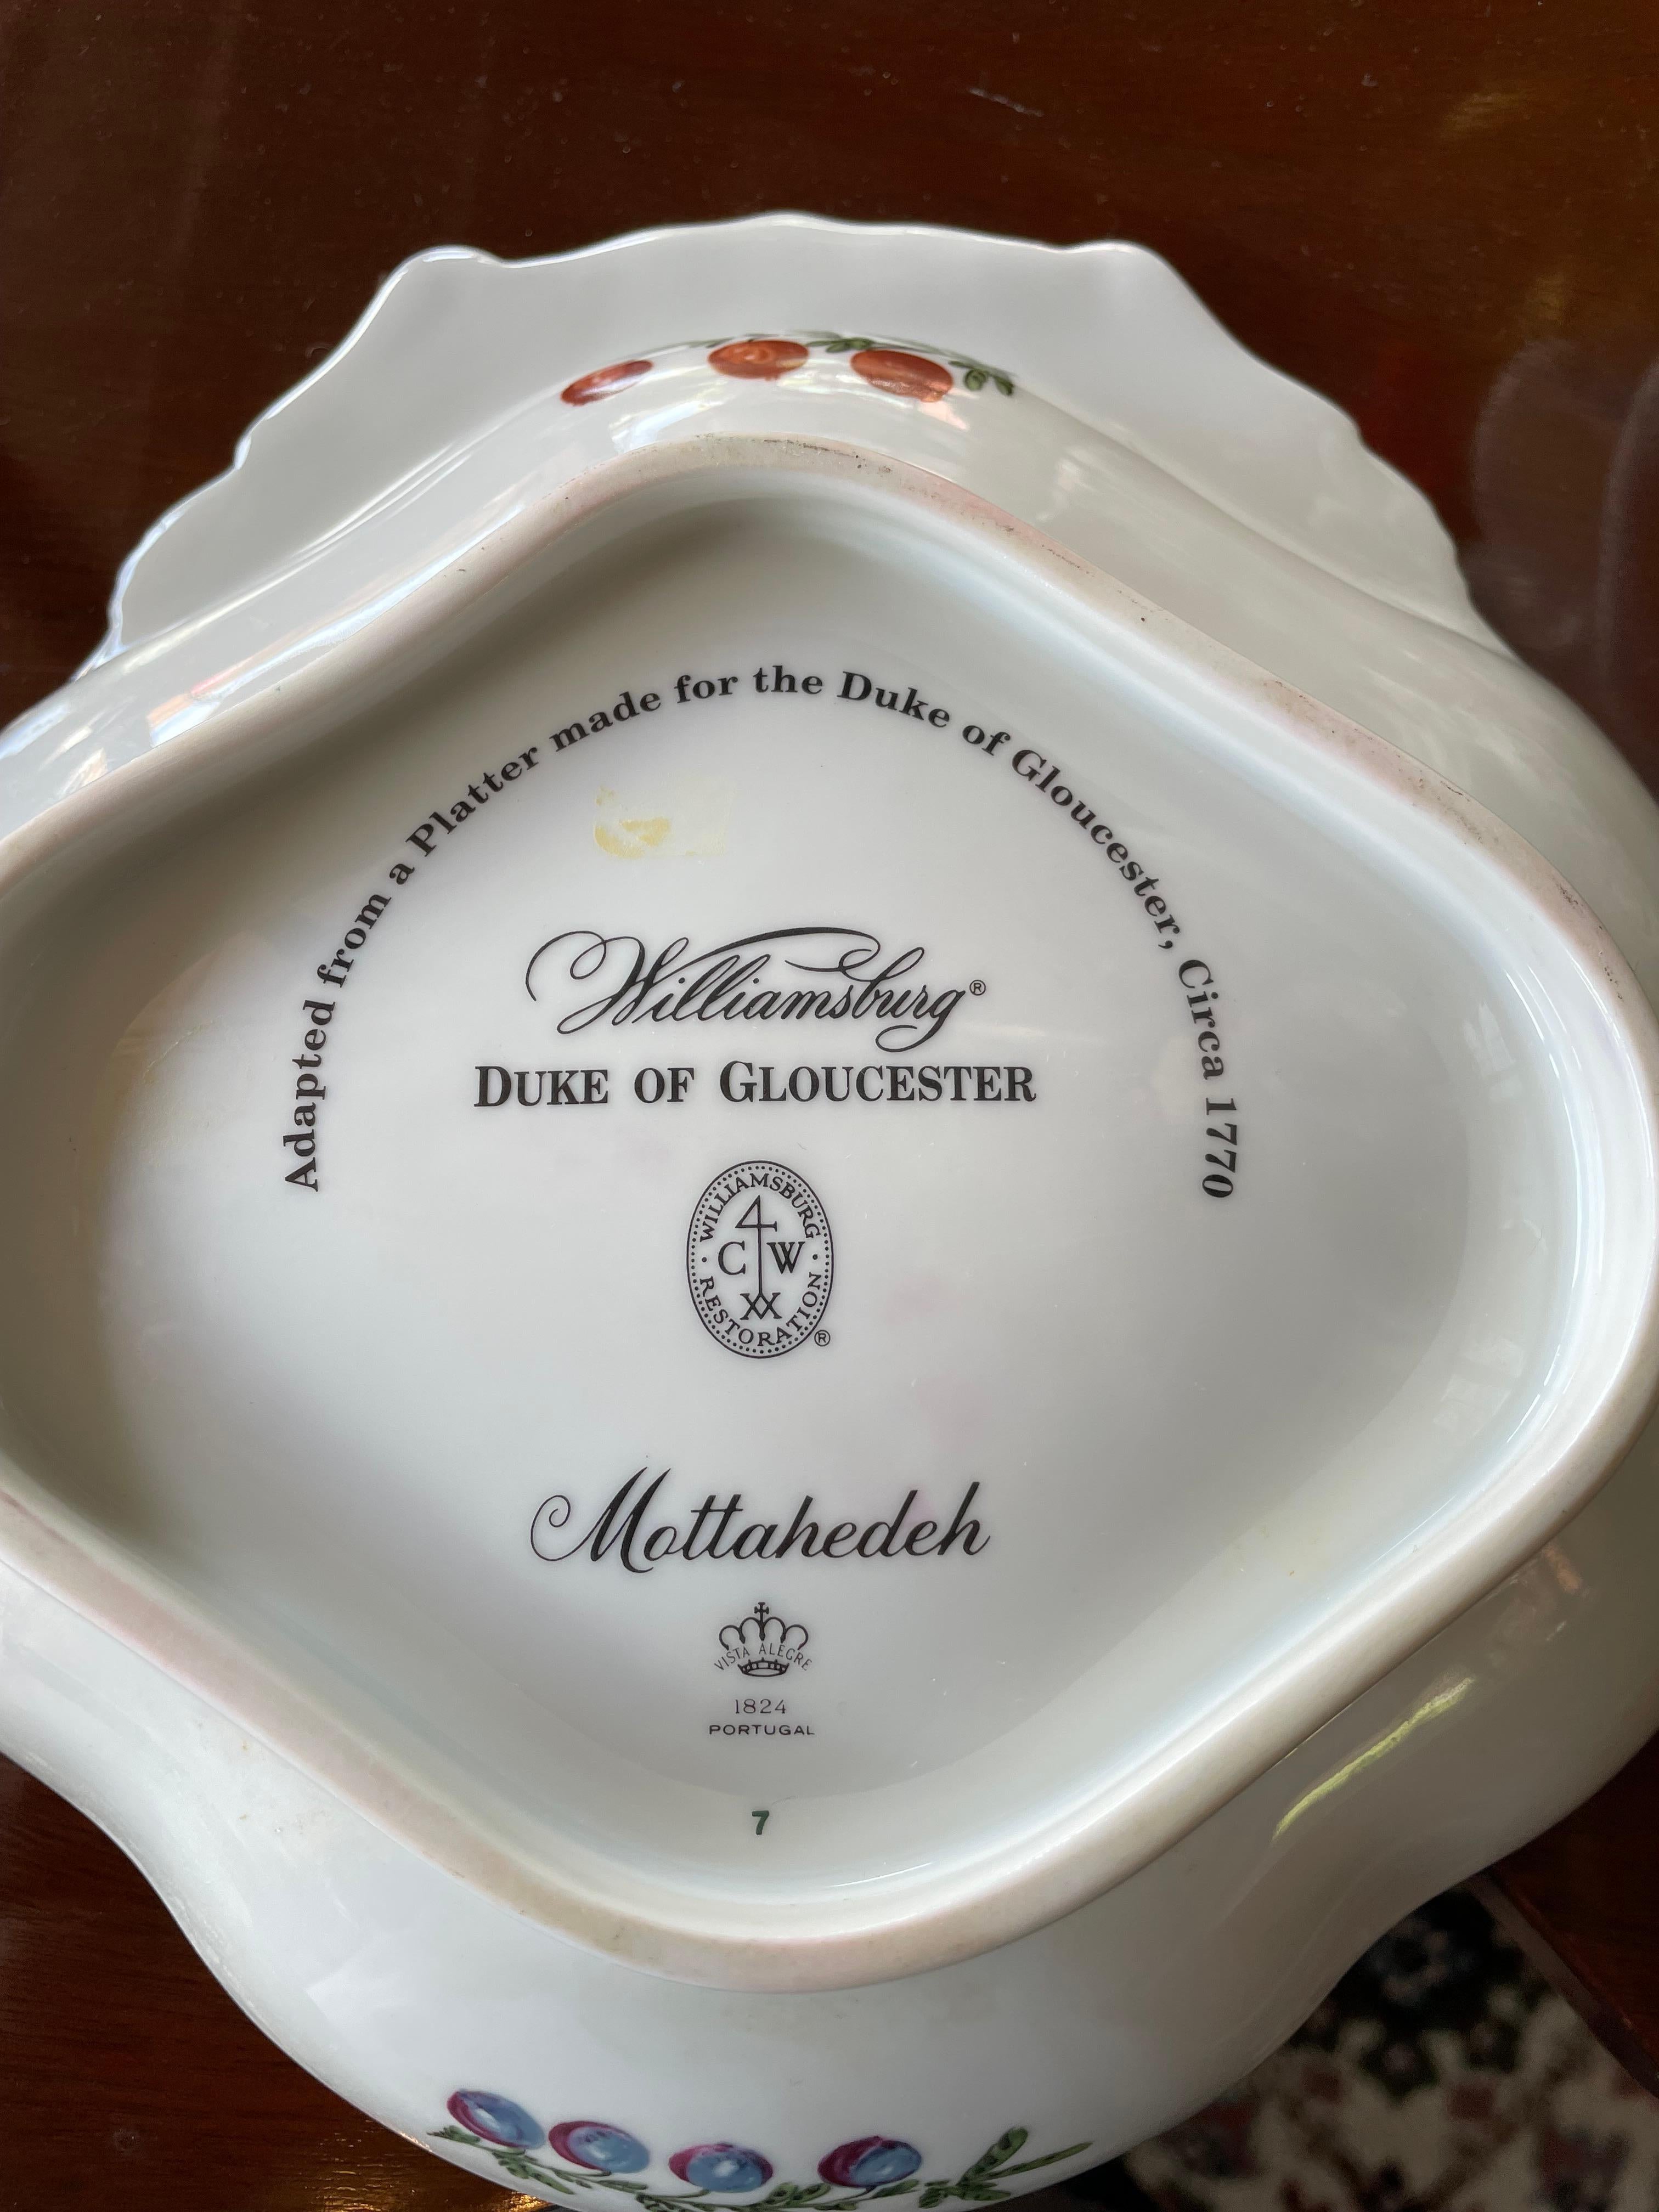 Adapted from a Platter made for the Duke of Gloucester, Circa 1770
Williamsburg®
DUKE OF GLOUCESTER
WILLIAMSBURG
C W
RESTORATION
®
Mottahedeh
VISTA ALEGRE
1824
PORTUGAL
7